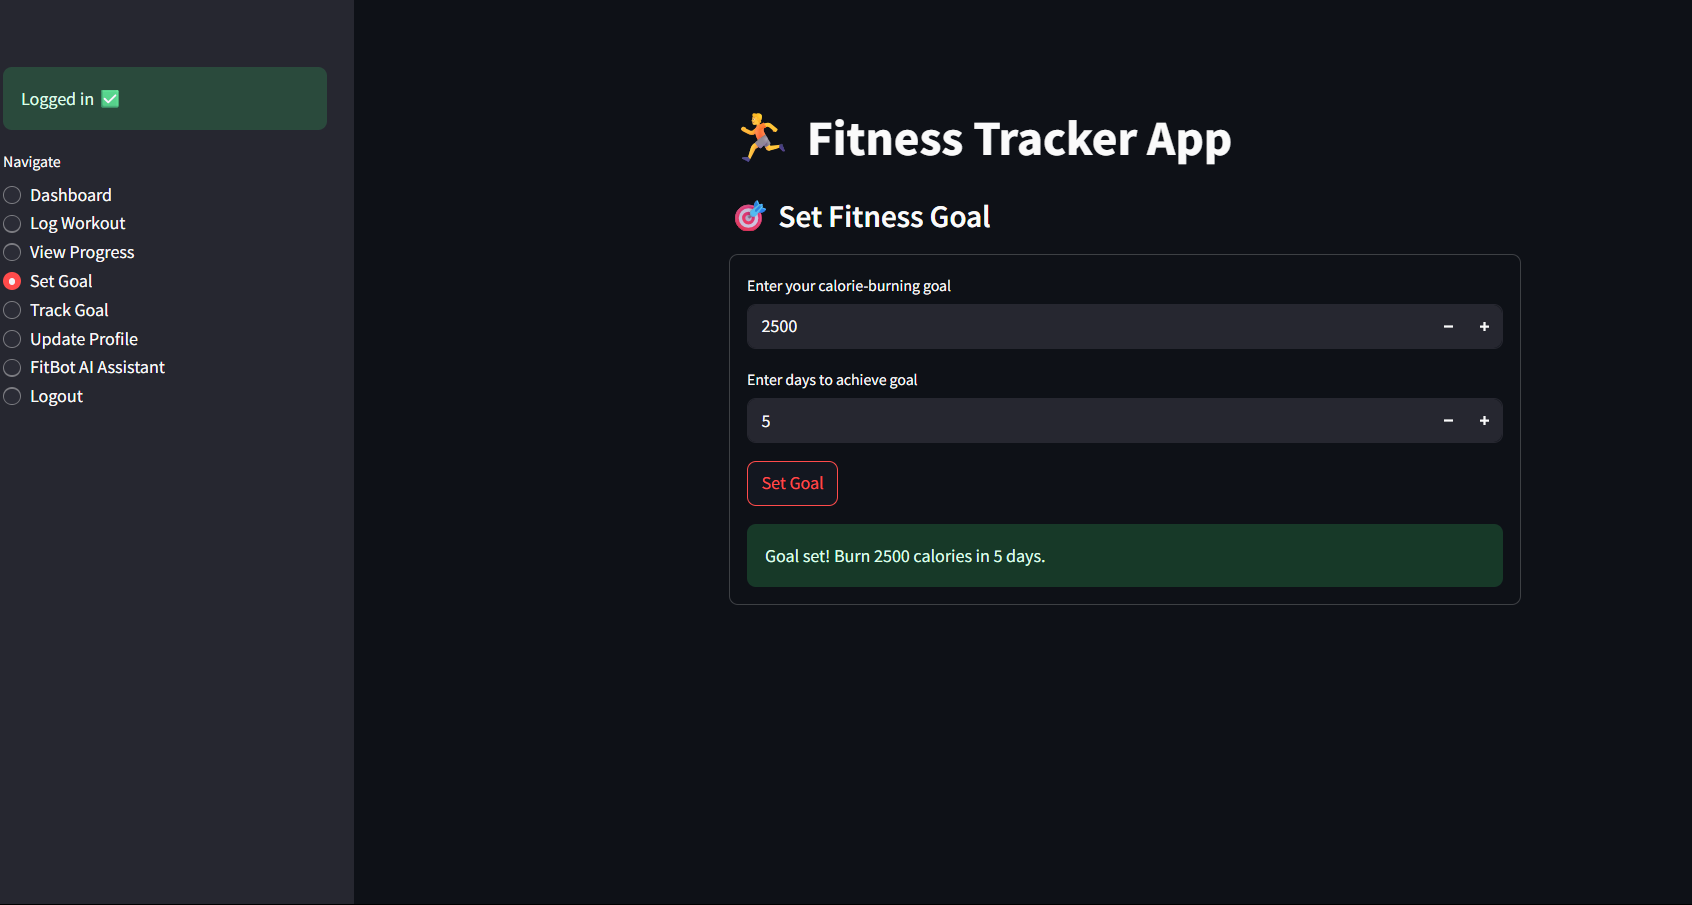 Logged in ✅
Navigate
Dashboard
Log Workout
View Progress
Set Goal
Track Goal
Update Profile
FitBot AI Assistant
Logout
🏃 Fitness Tracker App
🎯 Set Fitness Goal
Enter your calorie-burning goal
2500
Enter days to achieve goal
5
Set Goal
Goal set! Burn 2500 calories in 5 days.